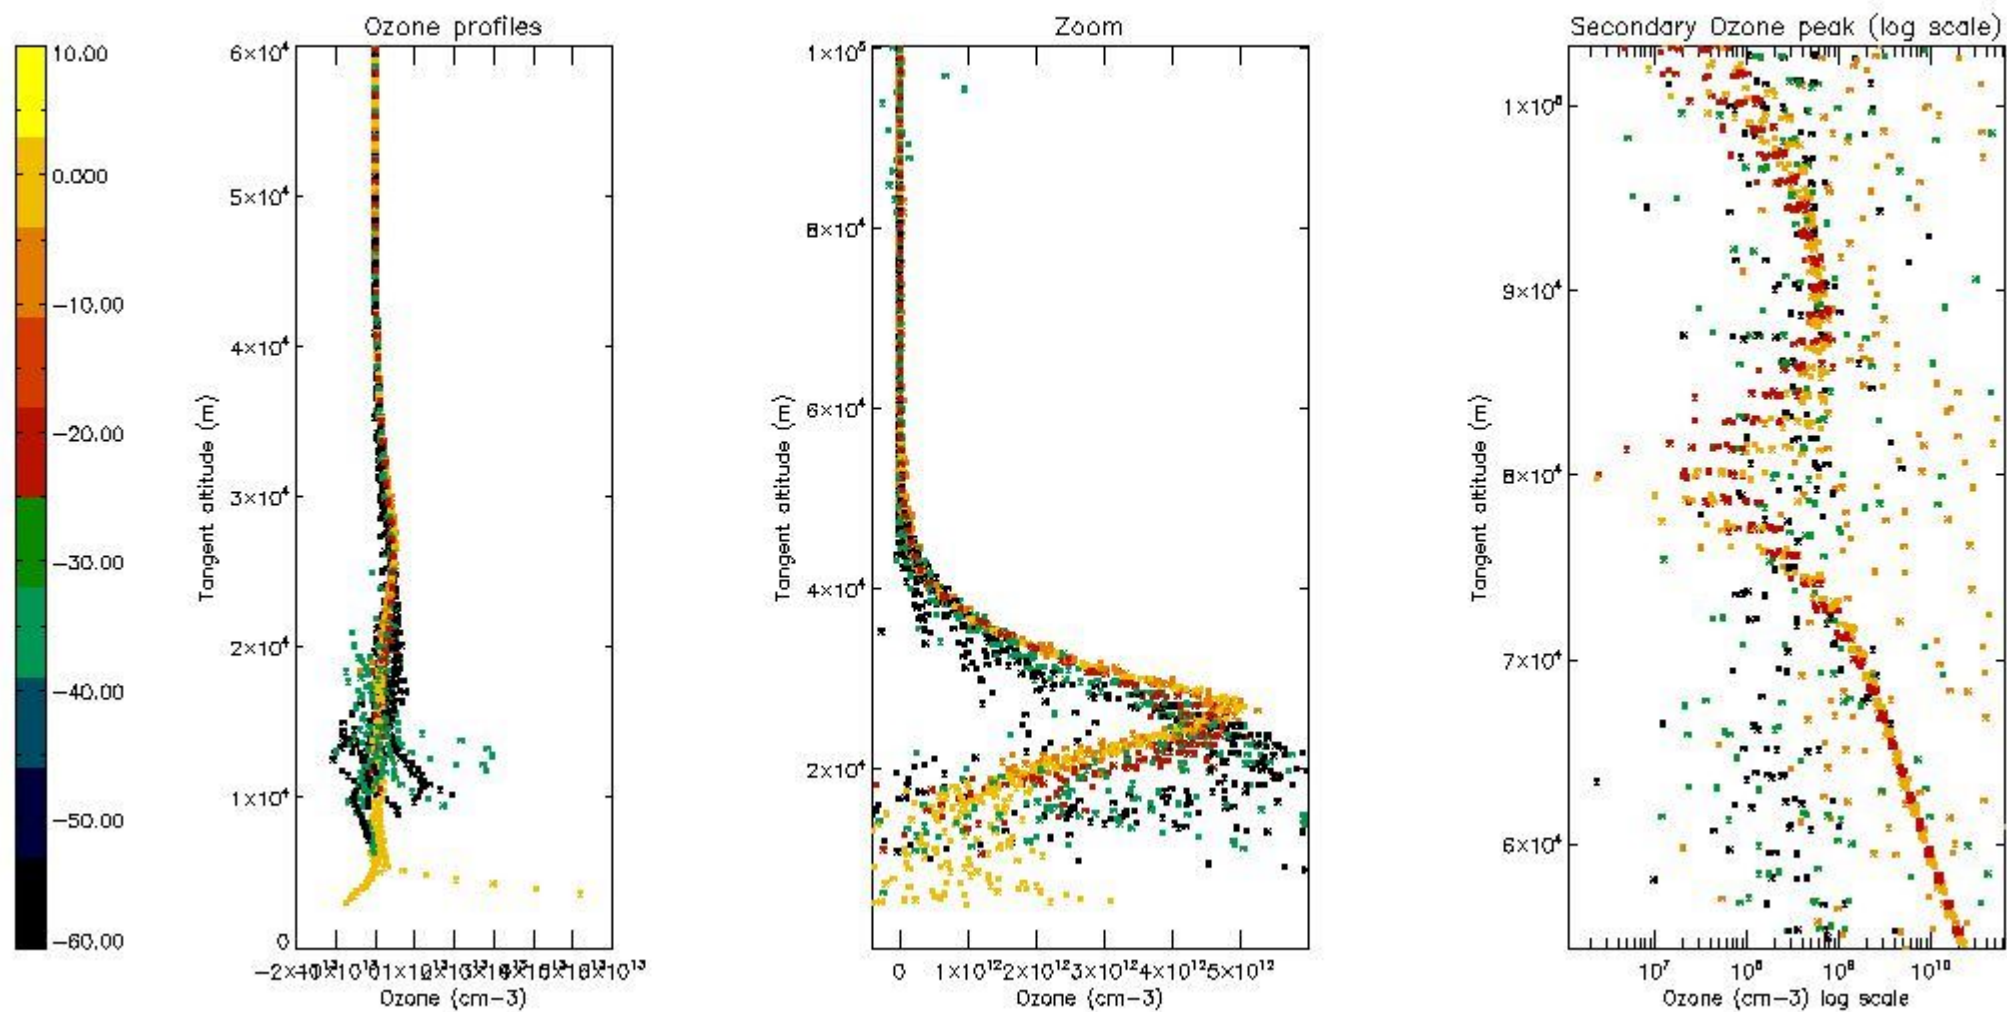 Ozone profiles
Zoom
Secondary Ozone peak (log scale)
10.00
0.000
−10.00
−20.00
−30.00
−40.00
−50.00
−60.00
6×10⁴
5×10⁴
4×10⁴
3×10⁴
2×10⁴
1×10⁴
0
Tangent altitude (m)
Ozone (cm−3)
1×10⁵
8×10⁴
6×10⁴
4×10⁴
2×10⁴
Tangent altitude (m)
0 1×10¹² 2×10¹² 3×10¹² 4×10¹² 5×10¹²
Ozone (cm−3)
1×10⁵
9×10⁴
8×10⁴
7×10⁴
6×10⁴
Tangent altitude (m)
10⁷ 10⁸ 10⁹ 10¹⁰
Ozone (cm−3) log scale